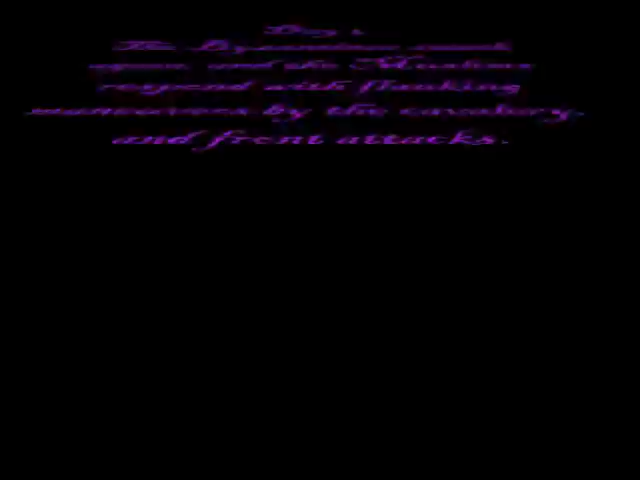 Day
The Byzantines attack
again, and the Muslims
respond with flanking
maneuvers by the cavalry,
and front attacks.